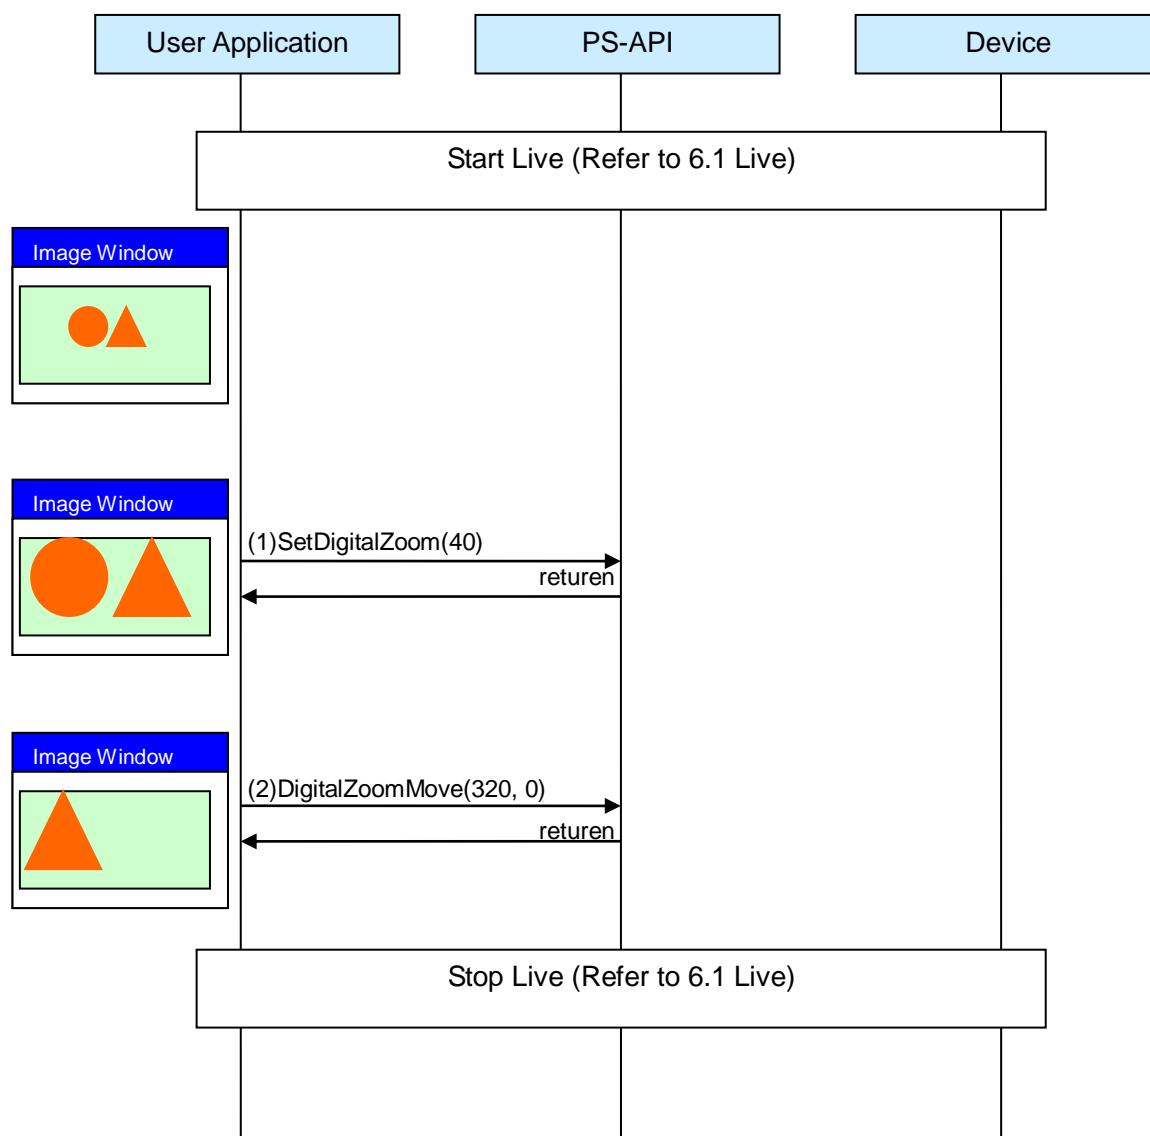 User Application
PS-API
Device
Start Live (Refer to 6.1 Live)
Image Window
Image Window
(1)SetDigitalZoom(40)
returen
Image Window
(2)DigitalZoomMove(320, 0)
returen
Stop Live (Refer to 6.1 Live)